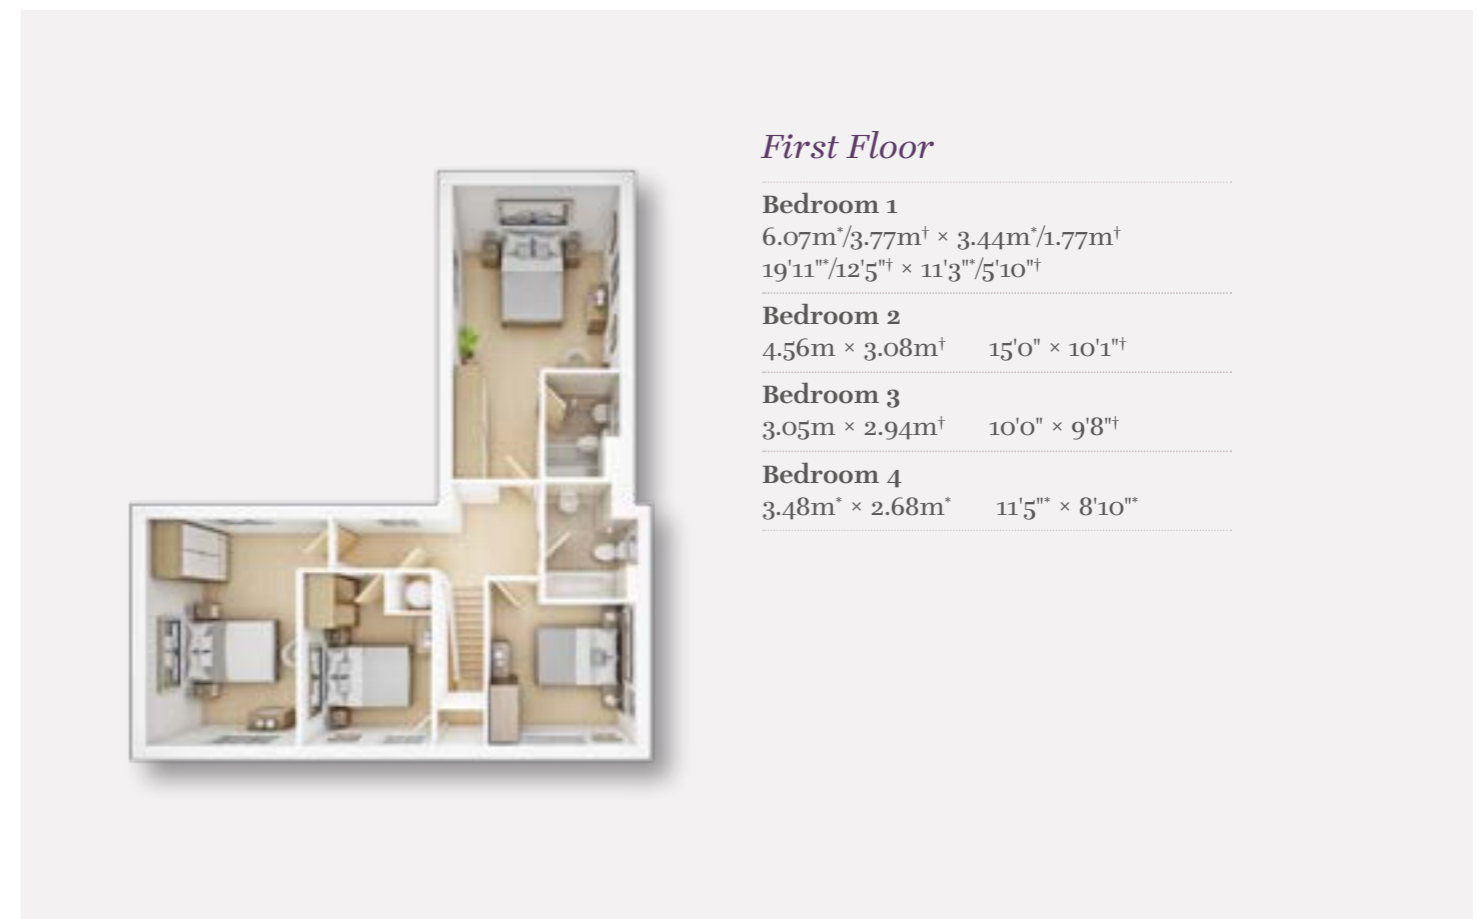 First Floor
Bedroom 1
6.07m*/3.77m† × 3.44m*/1.77m†
19'11"*/12'5"† × 11'3"*/5'10"†
Bedroom 2
4.56m × 3.08m† 15'0" × 10'1"†
Bedroom 3
3.05m × 2.94m† 10'0" × 9'8"†
Bedroom 4
3.48m* × 2.68m* 11'5"* × 8'10"*